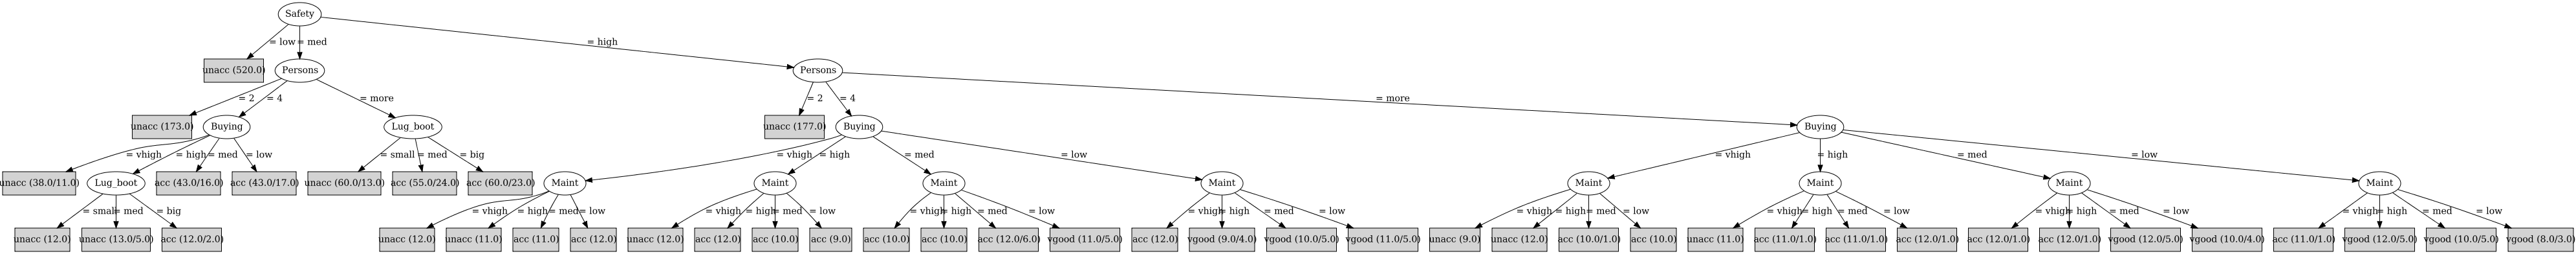 Safety
= low = med = high
unacc (520.0) Persons Persons
= 2 = 4 = more = 2 = 4 = more
unacc (173.0) Buying Lug_boot unacc (177.0) Buying Buying
= vhigh = high = med = low = small = med = big = vhigh = high = med = low = vhigh = high = med = low
unacc (38.0/11.0) Lug_boot acc (43.0/16.0) acc (43.0/17.0) unacc (60.0/13.0) acc (55.0/24.0) acc (60.0/23.0) Maint Maint Maint Maint Maint Maint Maint Maint
= small = med = big = vhigh = high = med = low = vhigh = high = med = low = vhigh = high = med = low = vhigh = high = med = low = vhigh = high = med = low = vhigh = high = med = low = vhigh = high = med = low = vhigh = high = med = low
unacc (12.0) unacc (13.0/5.0) acc (12.0/2.0) unacc (12.0) unacc (11.0) acc (11.0) acc (12.0) unacc (12.0) acc (12.0) acc (10.0) acc (9.0) acc (10.0) acc (10.0) acc (12.0/6.0) vgood (11.0/5.0) acc (12.0) vgood (9.0/4.0) vgood (10.0/5.0) vgood (11.0/5.0) unacc (9.0) unacc (12.0) acc (10.0/1.0) acc (10.0) unacc (11.0) acc (11.0/1.0) acc (11.0/1.0) acc (12.0/1.0) acc (12.0/1.0) acc (12.0/1.0) vgood (12.0/5.0) vgood (10.0/4.0) acc (11.0/1.0) vgood (12.0/5.0) vgood (10.0/5.0) vgood (8.0/3.0)